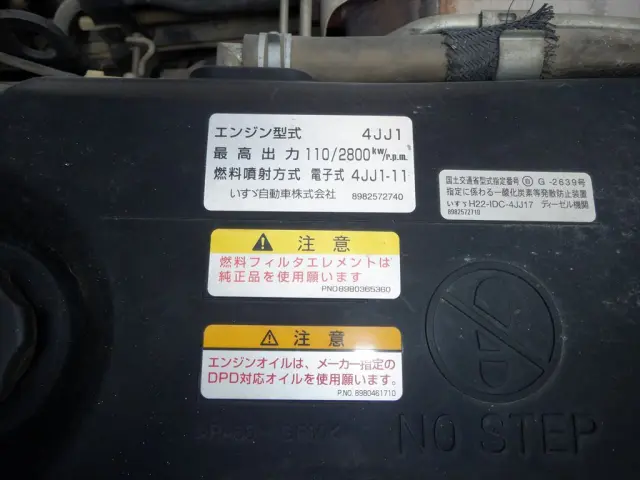 エンジン型式 4JJ1
最高出力 110/2800kW/r.p.m.
燃料噴射方式 電子式 4JJ1-11
いすゞ自動車株式会社 8982572740
国土交通省型式指定番号 Ⓑ G -2639号
指定に係わる一酸化炭素等発散防止装置
いすゞ H22-IDC-4JJ17 ディーゼル機関
8982572710
⚠ 注意
燃料フィルタエレメントは
純正品を使用願います
PNO8980365360
⚠ 注意
エンジンオイルは、メーカー指定の
DPD対応オイルを使用願います。
P.NO. 8980461710
NO STEP